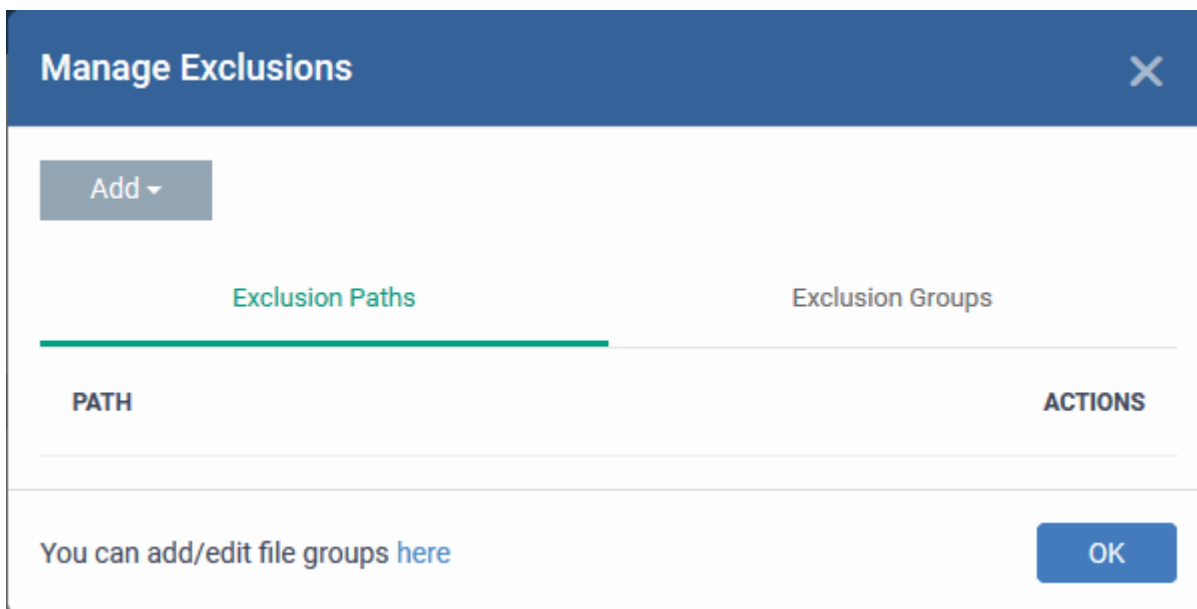 Manage Exclusions
Add
Exclusion Paths Exclusion Groups
PATH ACTIONS
You can add/edit file groups here OK